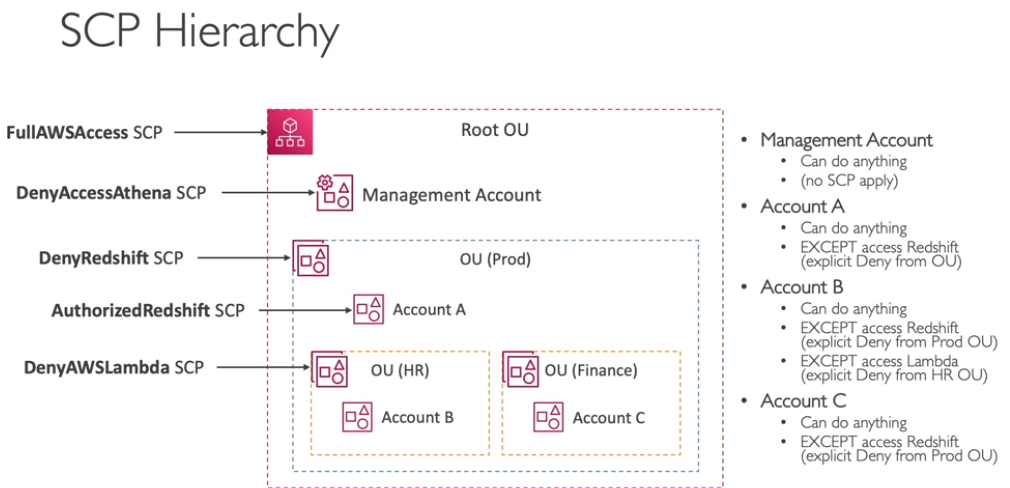 SCP Hierarchy
FullAWSAccess SCP
Root OU
DenyAccessAthena SCP
Management Account
DenyRedshift SCP
OU (Prod)
AuthorizedRedshift SCP
Account A
DenyAWSLambda SCP
OU (HR)
OU (Finance)
Account B
Account C
• Management Account
• Can do anything
• (no SCP apply)
• Account A
• Can do anything
• EXCEPT access Redshift
(explicit Deny from OU)
• Account B
• Can do anything
• EXCEPT access Redshift
(explicit Deny from Prod OU)
• EXCEPT access Lambda
(explicit Deny from HR OU)
• Account C
• Can do anything
• EXCEPT access Redshift
(explicit Deny from Prod OU)